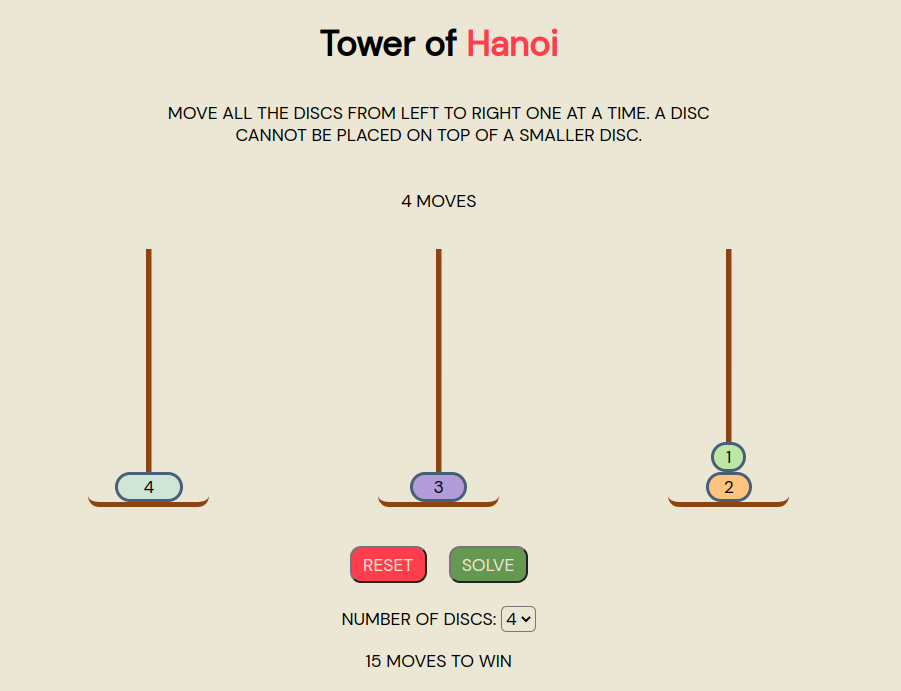 Tower of Hanoi
MOVE ALL THE DISCS FROM LEFT TO RIGHT ONE AT A TIME. A DISC
CANNOT BE PLACED ON TOP OF A SMALLER DISC.
4 MOVES
1
4 3 2
RESET SOLVE
NUMBER OF DISCS: 4
15 MOVES TO WIN